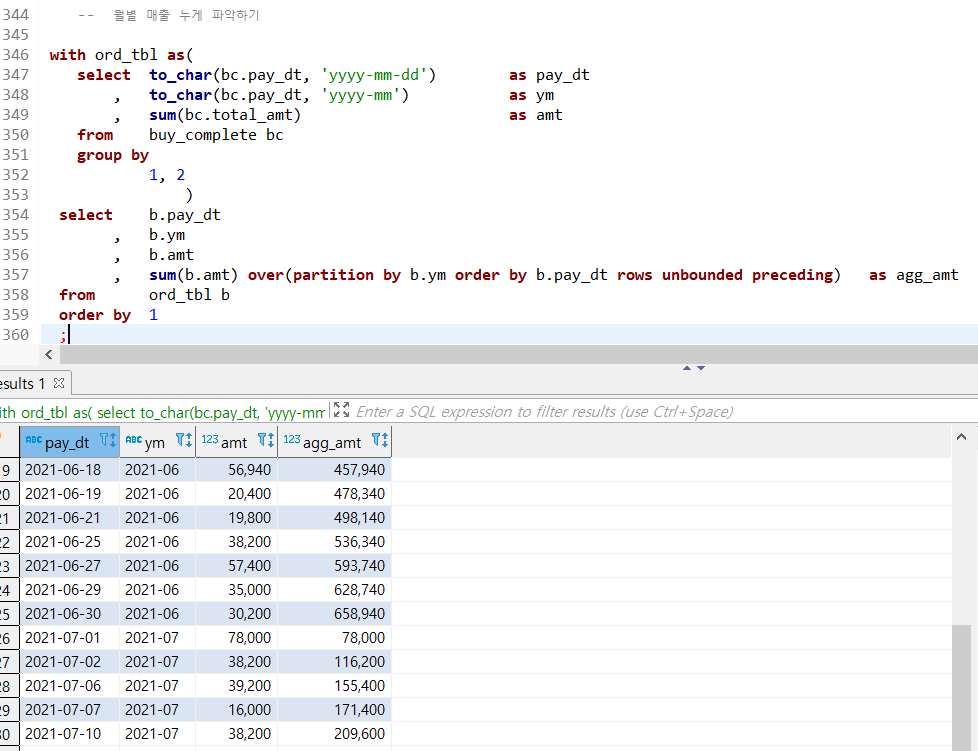 344 -- 월별 매출 누게 파악하기
345
346 with ord_tbl as(
347 select to_char(bc.pay_dt, 'yyyy-mm-dd') as pay_dt
348 , to_char(bc.pay_dt, 'yyyy-mm') as ym
349 , sum(bc.total_amt) as amt
350 from buy_complete bc
351 group by
352 1, 2
353 )
354 select b.pay_dt
355 , b.ym
356 , b.amt
357 , sum(b.amt) over(partition by b.ym order by b.pay_dt rows unbounded preceding) as agg_amt
358 from ord_tbl b
359 order by 1
360 ;
esults 1
ith ord_tbl as( select to_char(bc.pay_dt, 'yyyy-mm Enter a SQL expression to filter results (use Ctrl+Space)
ABC pay_dt ABC ym 123 amt 123 agg_amt
9 2021-06-18 2021-06 56,940 457,940
20 2021-06-19 2021-06 20,400 478,340
21 2021-06-21 2021-06 19,800 498,140
22 2021-06-25 2021-06 38,200 536,340
23 2021-06-27 2021-06 57,400 593,740
24 2021-06-29 2021-06 35,000 628,740
25 2021-06-30 2021-06 30,200 658,940
26 2021-07-01 2021-07 78,000 78,000
27 2021-07-02 2021-07 38,200 116,200
28 2021-07-06 2021-07 39,200 155,400
29 2021-07-07 2021-07 16,000 171,400
30 2021-07-10 2021-07 38,200 209,600